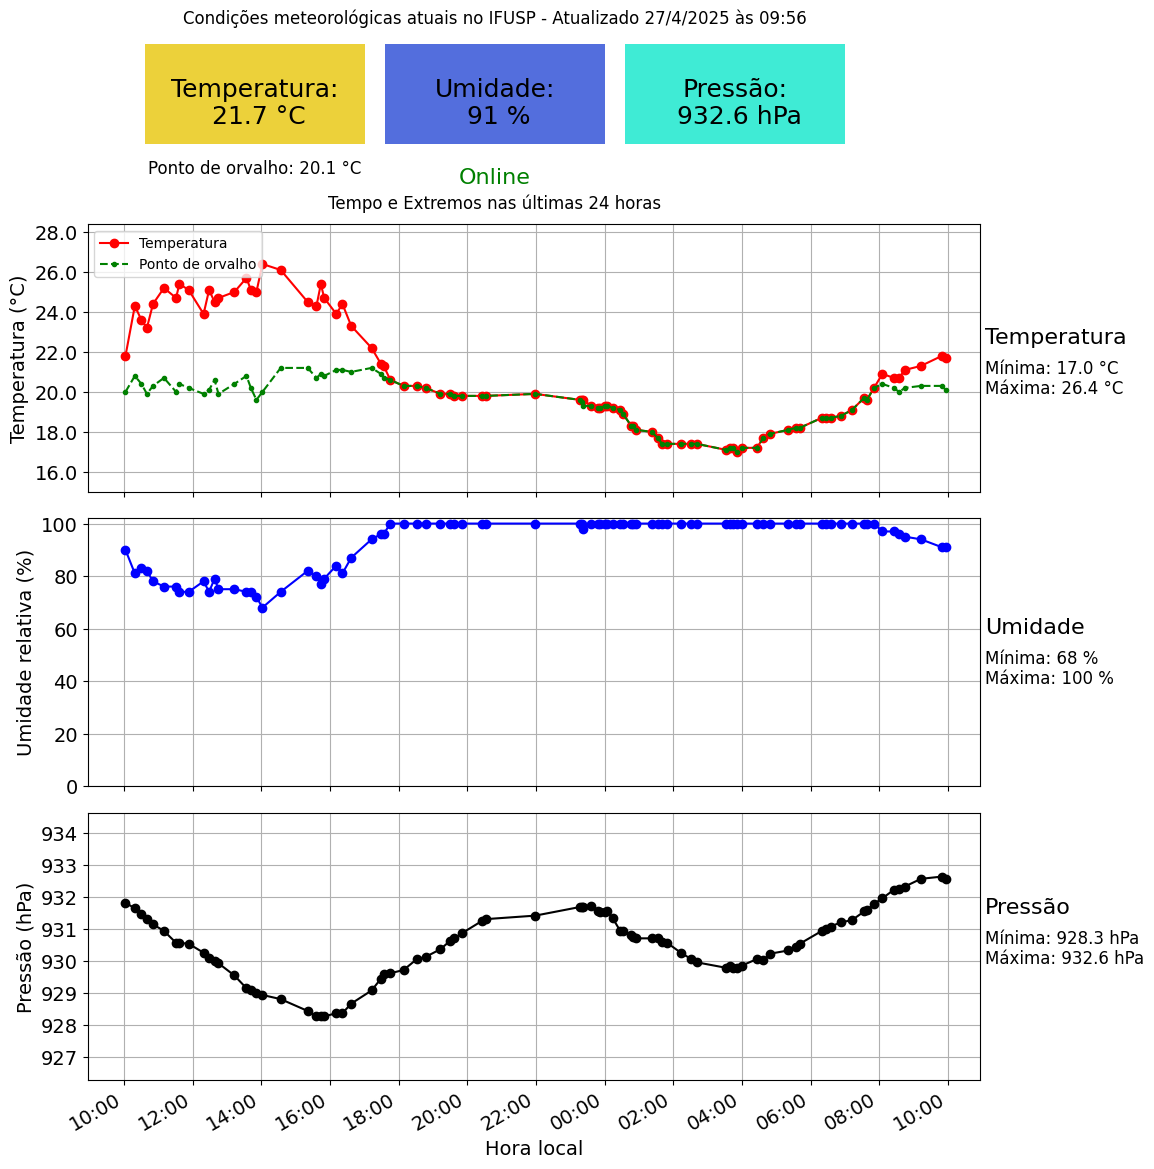 Condições meteorológicas atuais no IFUSP - Atualizado 27/4/2025 às 09:56
Temperatura:
21.7 °C
Umidade:
91 %
Pressão:
932.6 hPa
Ponto de orvalho: 20.1 °C
Online
Tempo e Extremos nas últimas 24 horas
Temperatura (°C)
28.0
26.0
24.0
22.0
20.0
18.0
16.0
Temperatura
Ponto de orvalho
Temperatura
Mínima: 17.0 °C
Máxima: 26.4 °C
Umidade relativa (%)
100
80
60
40
20
0
Umidade
Mínima: 68 %
Máxima: 100 %
Pressão (hPa)
934
933
932
931
930
929
928
927
Pressão
Mínima: 928.3 hPa
Máxima: 932.6 hPa
10:00
12:00
14:00
16:00
18:00
20:00
22:00
00:00
02:00
04:00
06:00
08:00
10:00
Hora local